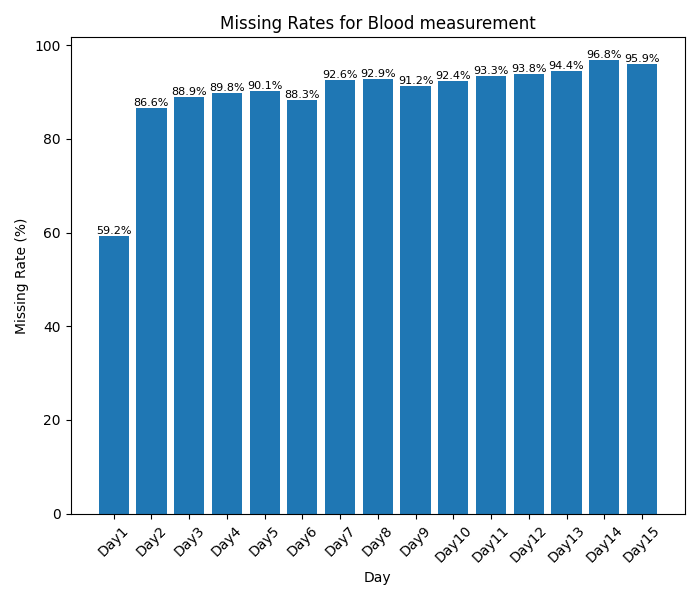 Missing Rates for Blood measurement
100
80
60
40
20
0
Missing Rate (%)
59.2%
86.6%
88.9%
89.8%
90.1%
88.3%
92.6%
92.9%
91.2%
92.4%
93.3%
93.8%
94.4%
96.8%
95.9%
Day1
Day2
Day3
Day4
Day5
Day6
Day7
Day8
Day9
Day10
Day11
Day12
Day13
Day14
Day15
Day